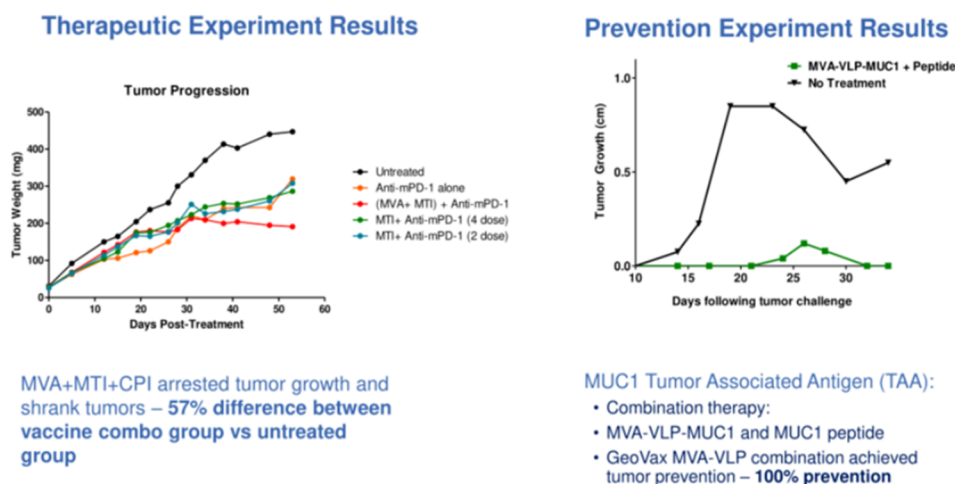 Therapeutic Experiment Results
Tumor Progression
Tumor Weight (mg)
500
400
300
200
100
0
0
10
20
30
40
50
60
Days Post-Treatment
Untreated
Anti-mPD-1 alone
(MVA+ MTI) + Anti-mPD-1
MTI+ Anti-mPD-1 (4 dose)
MTI+ Anti-mPD-1 (2 dose)
MVA+MTI+CPI arrested tumor growth and
shrank tumors – 57% difference between
vaccine combo group vs untreated
group
Prevention Experiment Results
MVA-VLP-MUC1 + Peptide
No Treatment
Tumor Growth (cm)
1.0
0.5
0.0
10
15
20
25
30
Days following tumor challenge
MUC1 Tumor Associated Antigen (TAA):
• Combination therapy:
• MVA-VLP-MUC1 and MUC1 peptide
• GeoVax MVA-VLP combination achieved
tumor prevention – 100% prevention